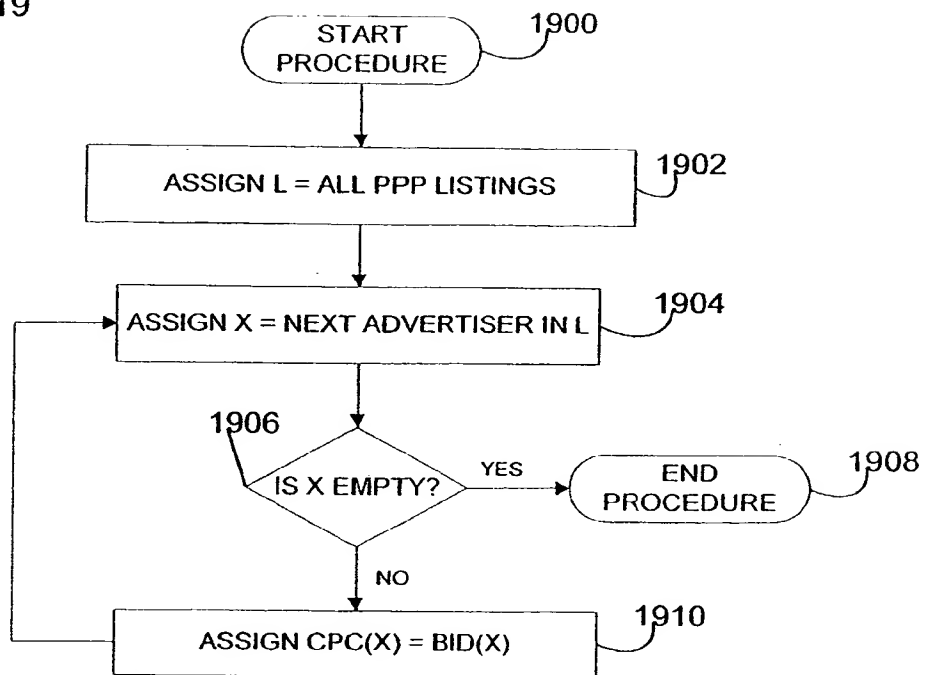 19
START
PROCEDURE
1900
ASSIGN L = ALL PPP LISTINGS
1902
ASSIGN X = NEXT ADVERTISER IN L
1904
1906
IS X EMPTY?
YES
END
PROCEDURE
1908
NO
ASSIGN CPC(X) = BID(X)
1910